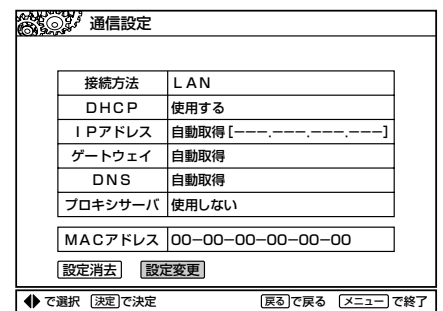 通信設定
接続方法 LAN
DHCP 使用する
IPアドレス 自動取得[−−−.−−−.−−−.−−−]
ゲートウェイ 自動取得
DNS 自動取得
プロキシサーバ 使用しない
MACアドレス 00−00−00−00−00−00
設定消去 設定変更
で選択 決定で決定 戻るで戻る メニューで終了